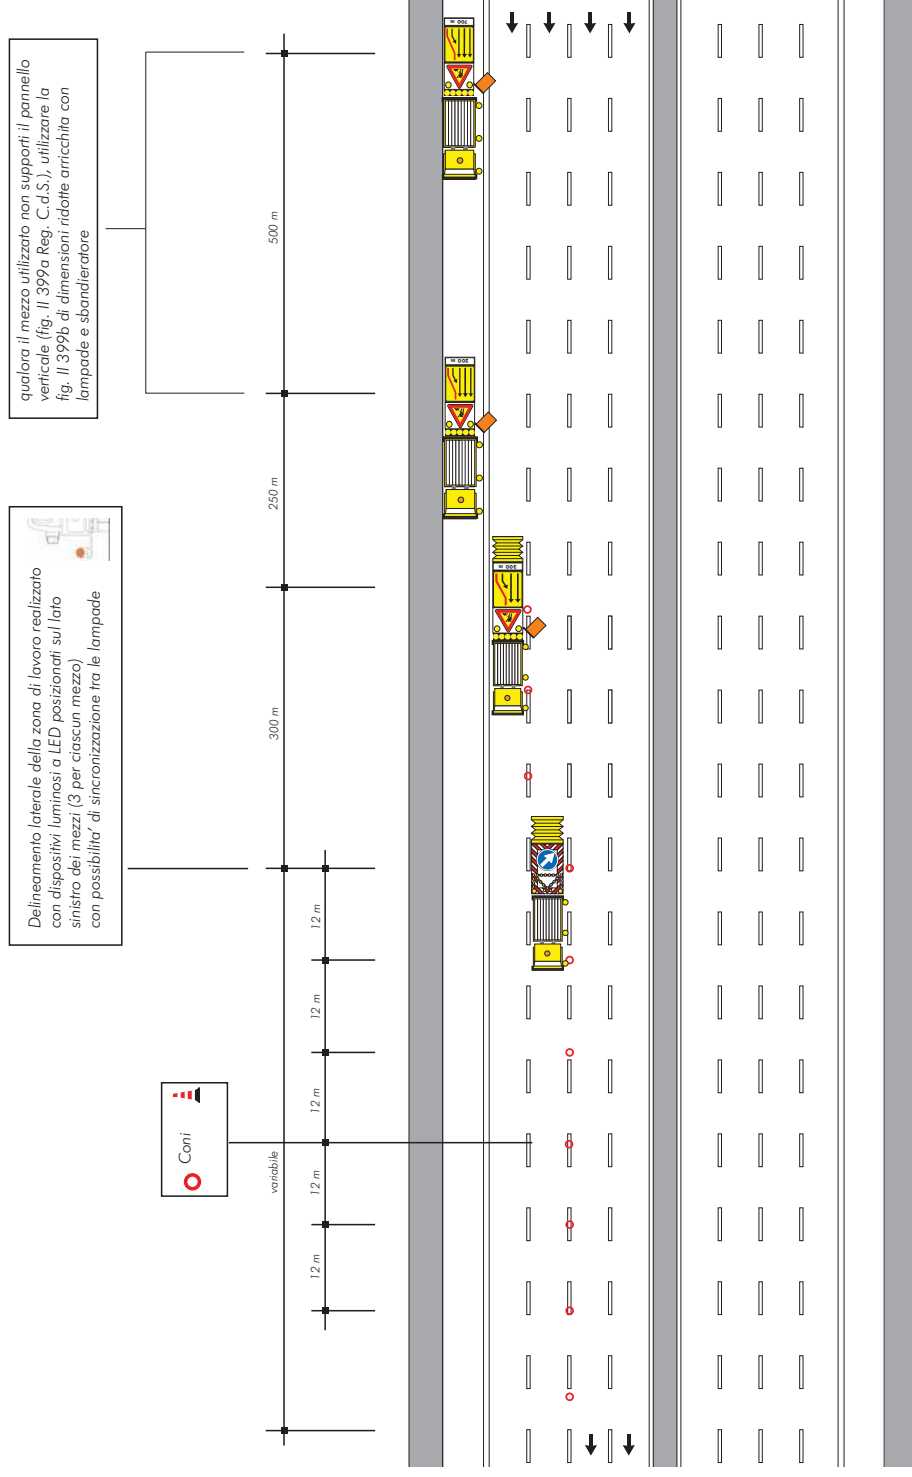 qualora il mezzo utilizzato non supporti il pannello
verticale (fig. II 399a Reg. C.d.S.), utilizzare la
fig. II 399b di dimensioni ridotte arricchita con
lampade e sbandieratore
Delineamento laterale della zona di lavoro realizzato
con dispositivi luminosi a LED posizionati sul lato
sinistro dei mezzi (3 per ciascun mezzo)
con possibilita' di sincronizzazione tra le lampade
Coni
500 m
250 m
300 m
variabile
12 m
12 m
12 m
12 m
12 m
700 m
200 m
300 m